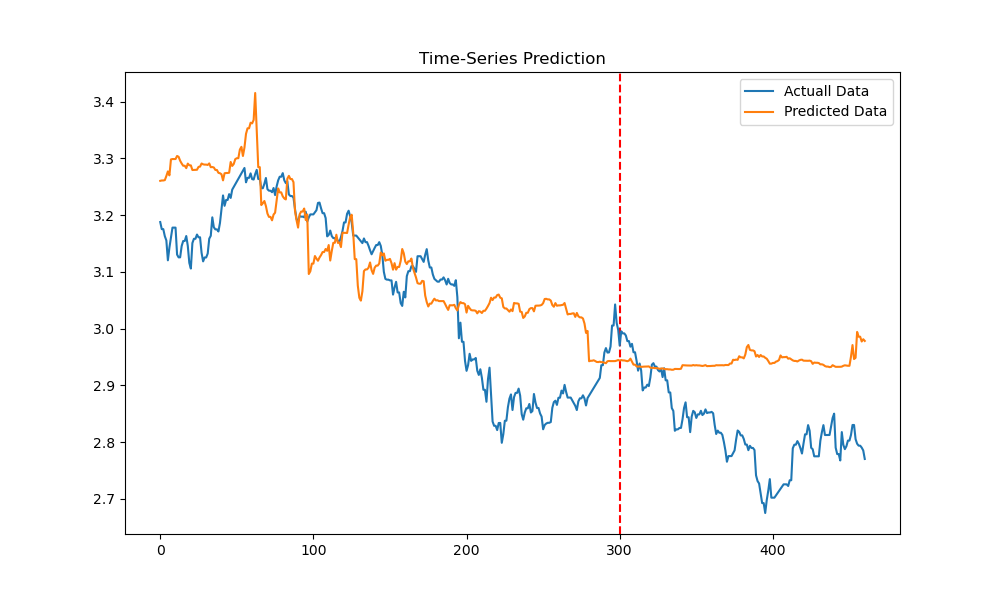 Time-Series Prediction
Actuall Data
Predicted Data
3.4
3.3
3.2
3.1
3.0
2.9
2.8
2.7
0 100 200 300 400